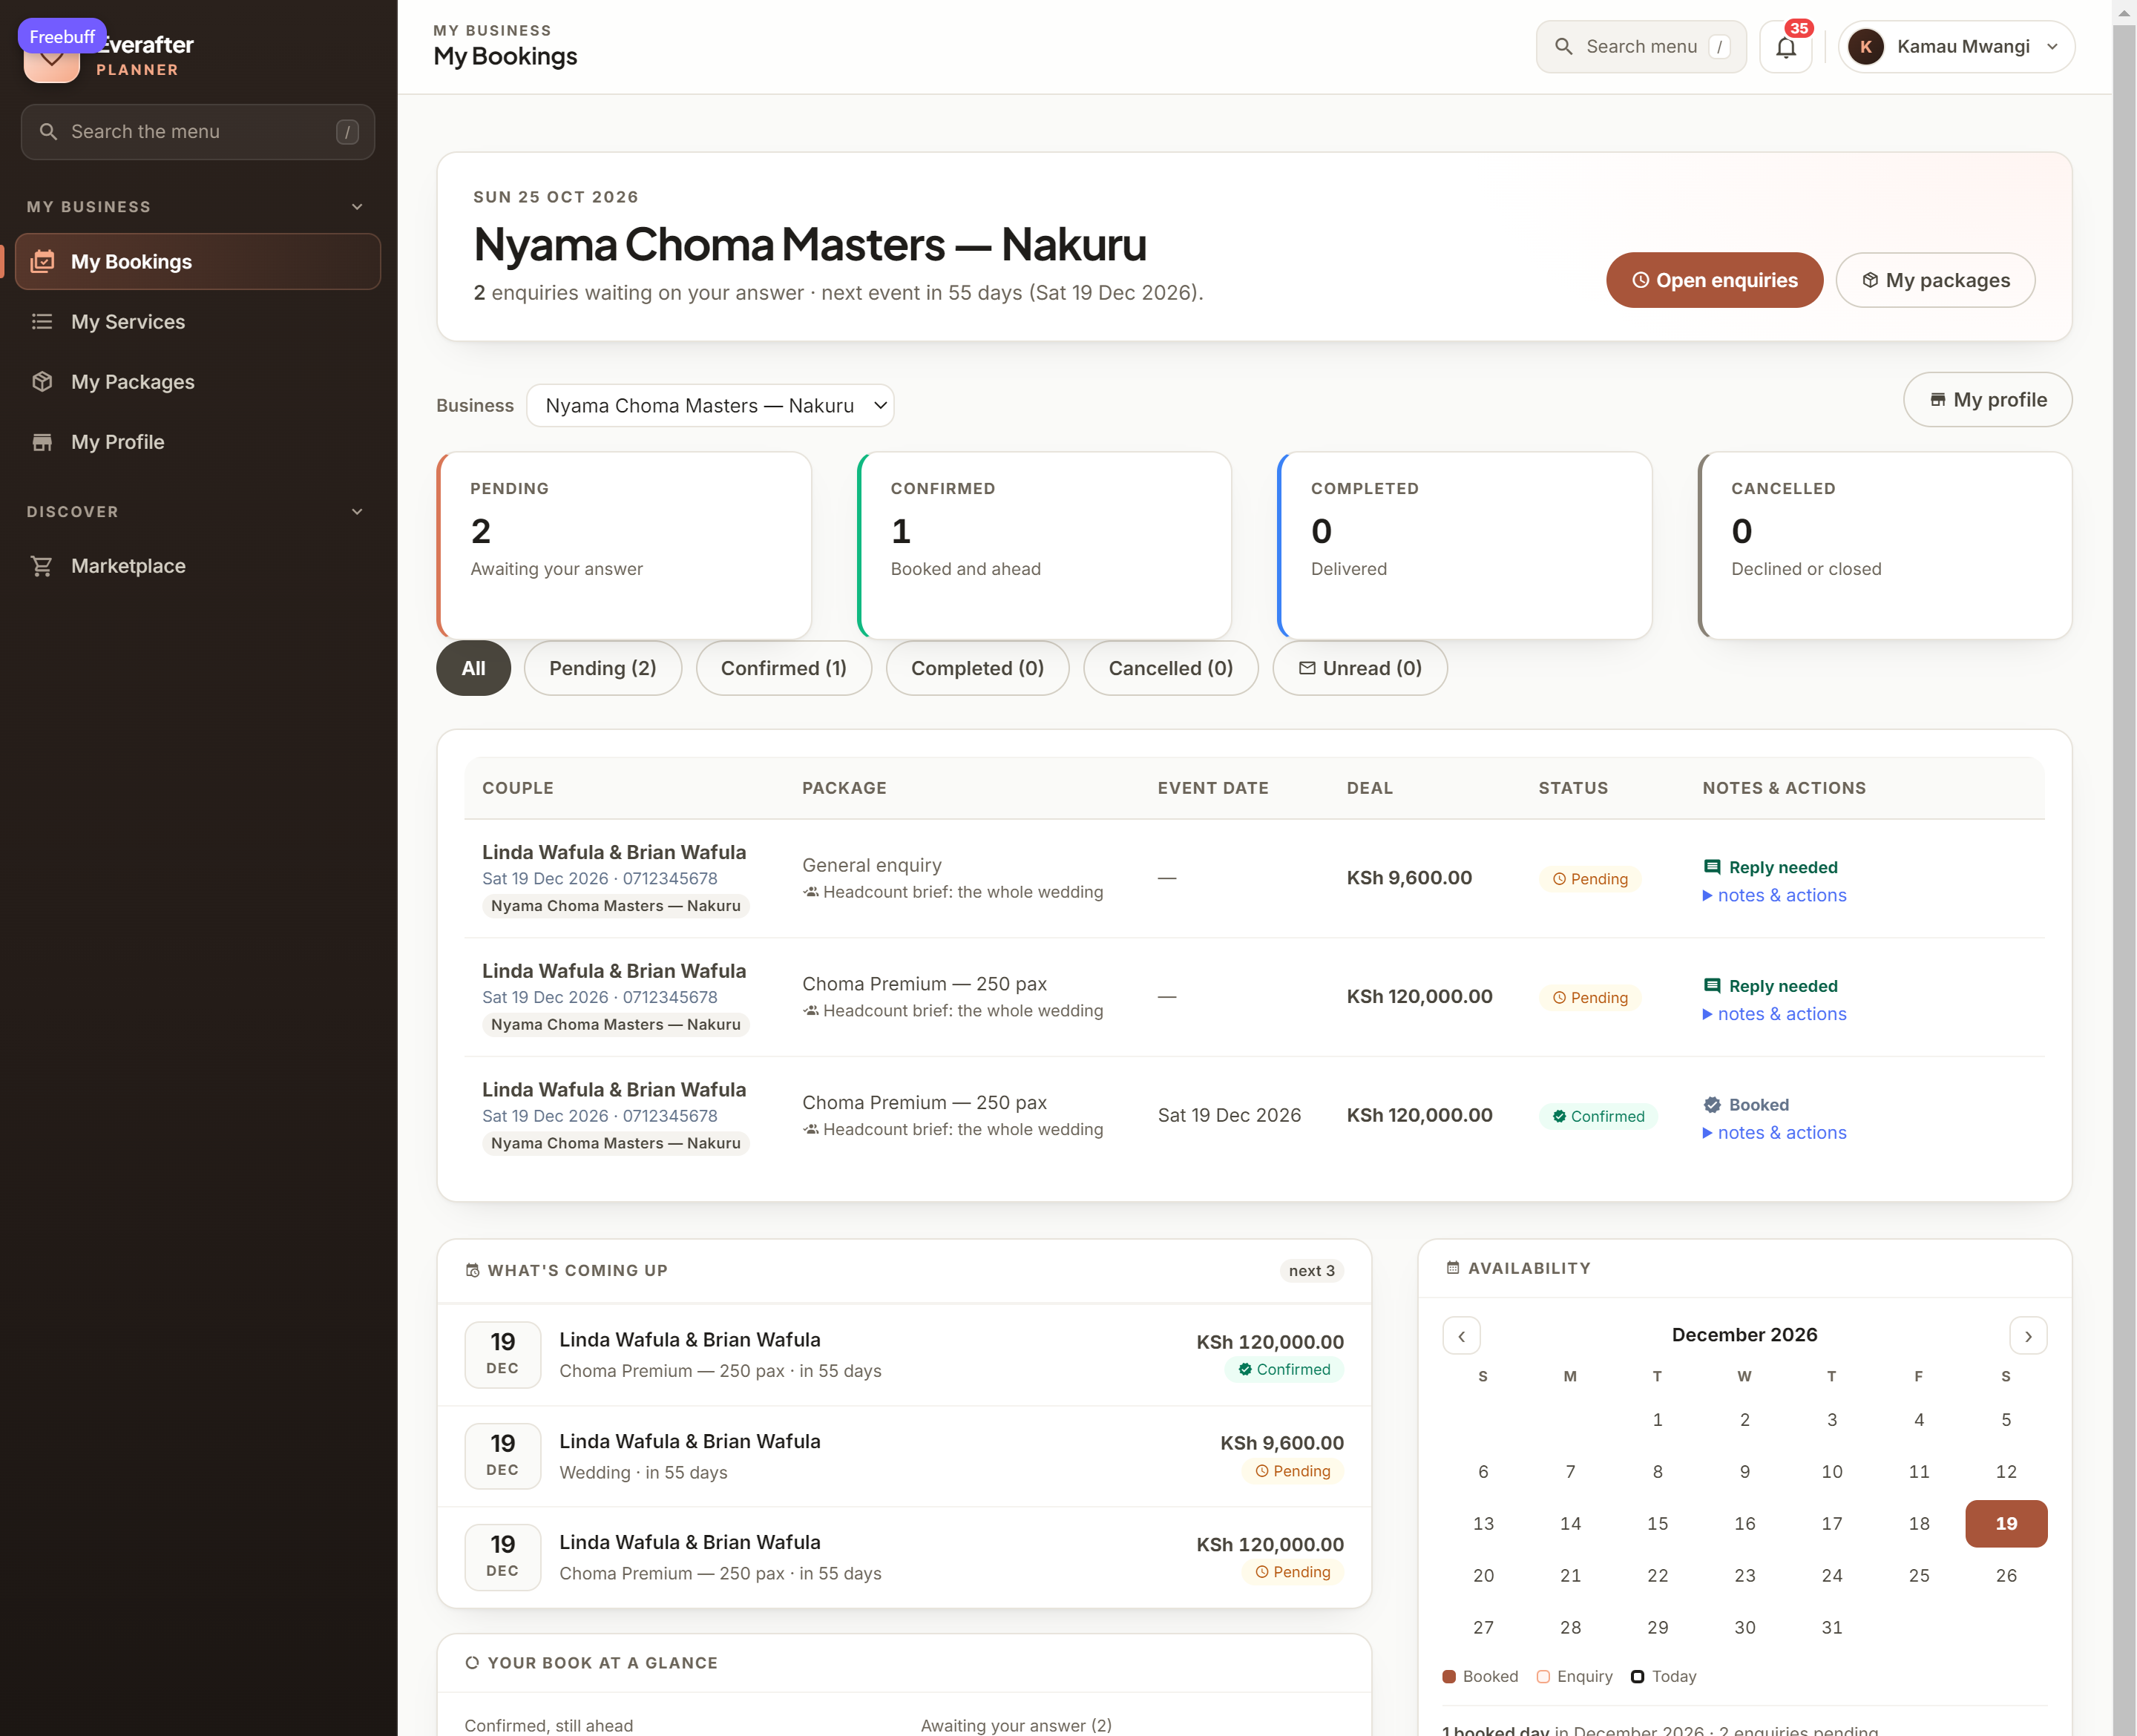 Freebuff
Everafter
PLANNER
Search the menu /
MY BUSINESS
My Bookings
My Services
My Packages
My Profile
DISCOVER
Marketplace
MY BUSINESS
My Bookings
Search menu /
35
K Kamau Mwangi
SUN 25 OCT 2026
Nyama Choma Masters — Nakuru
2 enquiries waiting on your answer · next event in 55 days (Sat 19 Dec 2026).
Open enquiries
My packages
Business Nyama Choma Masters — Nakuru
My profile
PENDING
2
Awaiting your answer
CONFIRMED
1
Booked and ahead
COMPLETED
0
Delivered
CANCELLED
0
Declined or closed
All
Pending (2)
Confirmed (1)
Completed (0)
Cancelled (0)
Unread (0)
COUPLE PACKAGE EVENT DATE DEAL STATUS NOTES & ACTIONS
Linda Wafula & Brian Wafula
Sat 19 Dec 2026 · 0712345678
Nyama Choma Masters — Nakuru
General enquiry
Headcount brief: the whole wedding
—
KSh 9,600.00
Pending
Reply needed
notes & actions
Linda Wafula & Brian Wafula
Sat 19 Dec 2026 · 0712345678
Nyama Choma Masters — Nakuru
Choma Premium — 250 pax
Headcount brief: the whole wedding
—
KSh 120,000.00
Pending
Reply needed
notes & actions
Linda Wafula & Brian Wafula
Sat 19 Dec 2026 · 0712345678
Nyama Choma Masters — Nakuru
Choma Premium — 250 pax
Headcount brief: the whole wedding
Sat 19 Dec 2026
KSh 120,000.00
Confirmed
Booked
notes & actions
WHAT'S COMING UP
next 3
19
DEC
Linda Wafula & Brian Wafula
Choma Premium — 250 pax · in 55 days
KSh 120,000.00
Confirmed
19
DEC
Linda Wafula & Brian Wafula
Wedding · in 55 days
KSh 9,600.00
Pending
19
DEC
Linda Wafula & Brian Wafula
Choma Premium — 250 pax · in 55 days
KSh 120,000.00
Pending
YOUR BOOK AT A GLANCE
Confirmed, still ahead
Awaiting your answer (2)
AVAILABILITY
‹ December 2026 ›
S M T W T F S
1 2 3 4 5
6 7 8 9 10 11 12
13 14 15 16 17 18 19
20 21 22 23 24 25 26
27 28 29 30 31
Booked Enquiry Today
1 booked day in December 2026 · 2 enquiries pending